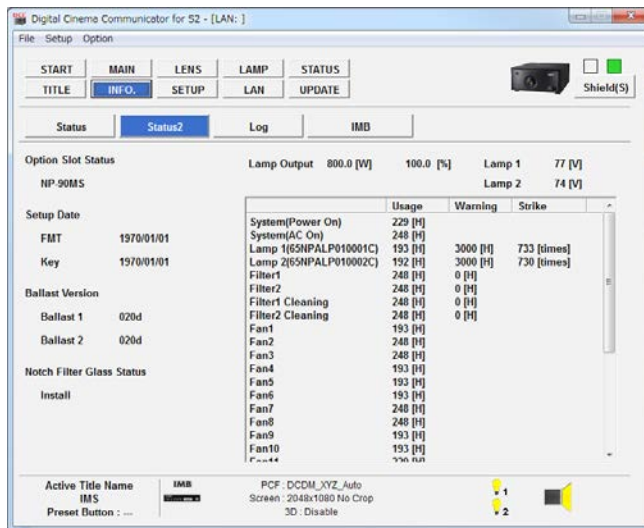 Digital Cinema Communicator for S2 - [LAN: ]
File Setup Option
START MAIN LENS LAMP STATUS
TITLE INFO. SETUP LAN UPDATE Shield(S)
Status Status2 Log IMB
Option Slot Status
NP-90MS
Setup Date
FMT 1970/01/01
Key 1970/01/01
Ballast Version
Ballast 1 020d
Ballast 2 020d
Notch Filter Glass Status
Install
Lamp Output 800.0 [W] 100.0 [%] Lamp 1 77 [V]
Lamp 2 74 [V]
Usage Warning Strike
System(Power On) 229 [H]
System(AC On) 248 [H]
Lamp 1(65NPALP010001C) 193 [H] 3000 [H] 733 [times]
Lamp 2(65NPALP010002C) 192 [H] 3000 [H] 730 [times]
Filter1 248 [H] 0 [H]
Filter2 248 [H] 0 [H]
Filter1 Cleaning 248 [H] 0 [H]
Filter2 Cleaning 248 [H] 0 [H]
Fan1 193 [H]
Fan2 248 [H]
Fan3 248 [H]
Fan4 193 [H]
Fan5 193 [H]
Fan6 193 [H]
Fan7 248 [H]
Fan8 248 [H]
Fan9 193 [H]
Fan10 193 [H]
Active Title Name
IMS
Preset Button : ---
IMB
PCF : DCDM_XYZ_Auto
Screen : 2048x1080 No Crop
3D : Disable
1
2